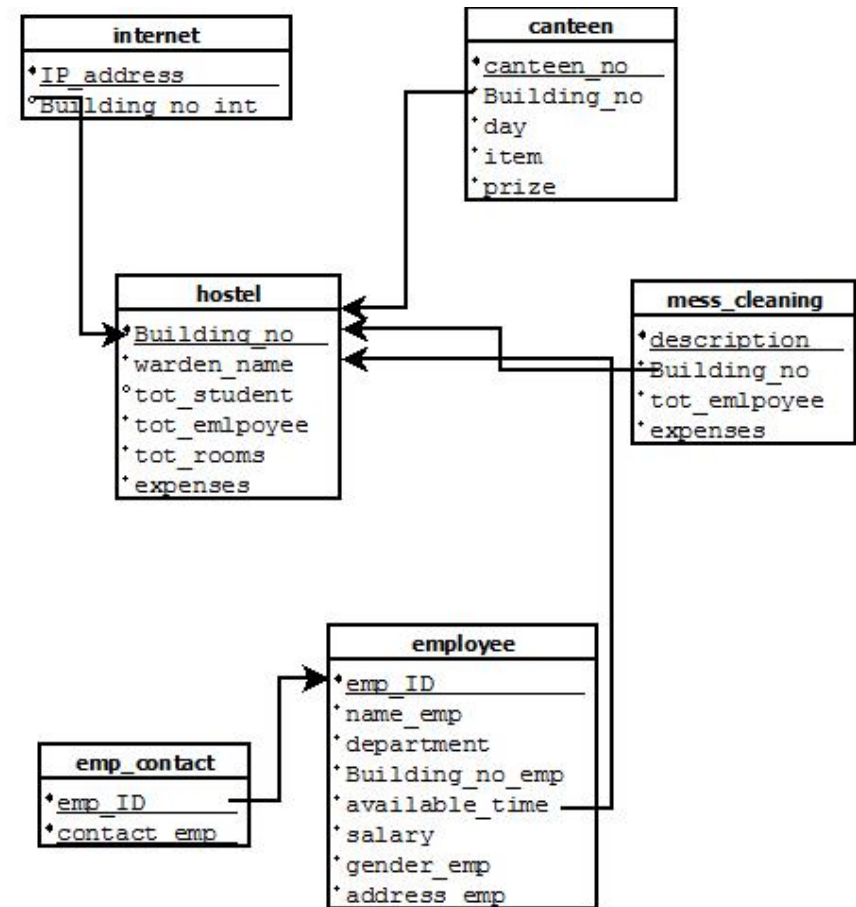 internet
IP_address
Building no int
canteen
canteen_no
Building_no
day
item
prize
hostel
Building_no
warden_name
tot_student
tot_emlpoyee
tot_rooms
expenses
mess_cleaning
description
Building_no
tot_emlpoyee
expenses
employee
emp_ID
name_emp
department
Building_no_emp
available_time
salary
gender_emp
address_emp
emp_contact
emp_ID
contact_emp